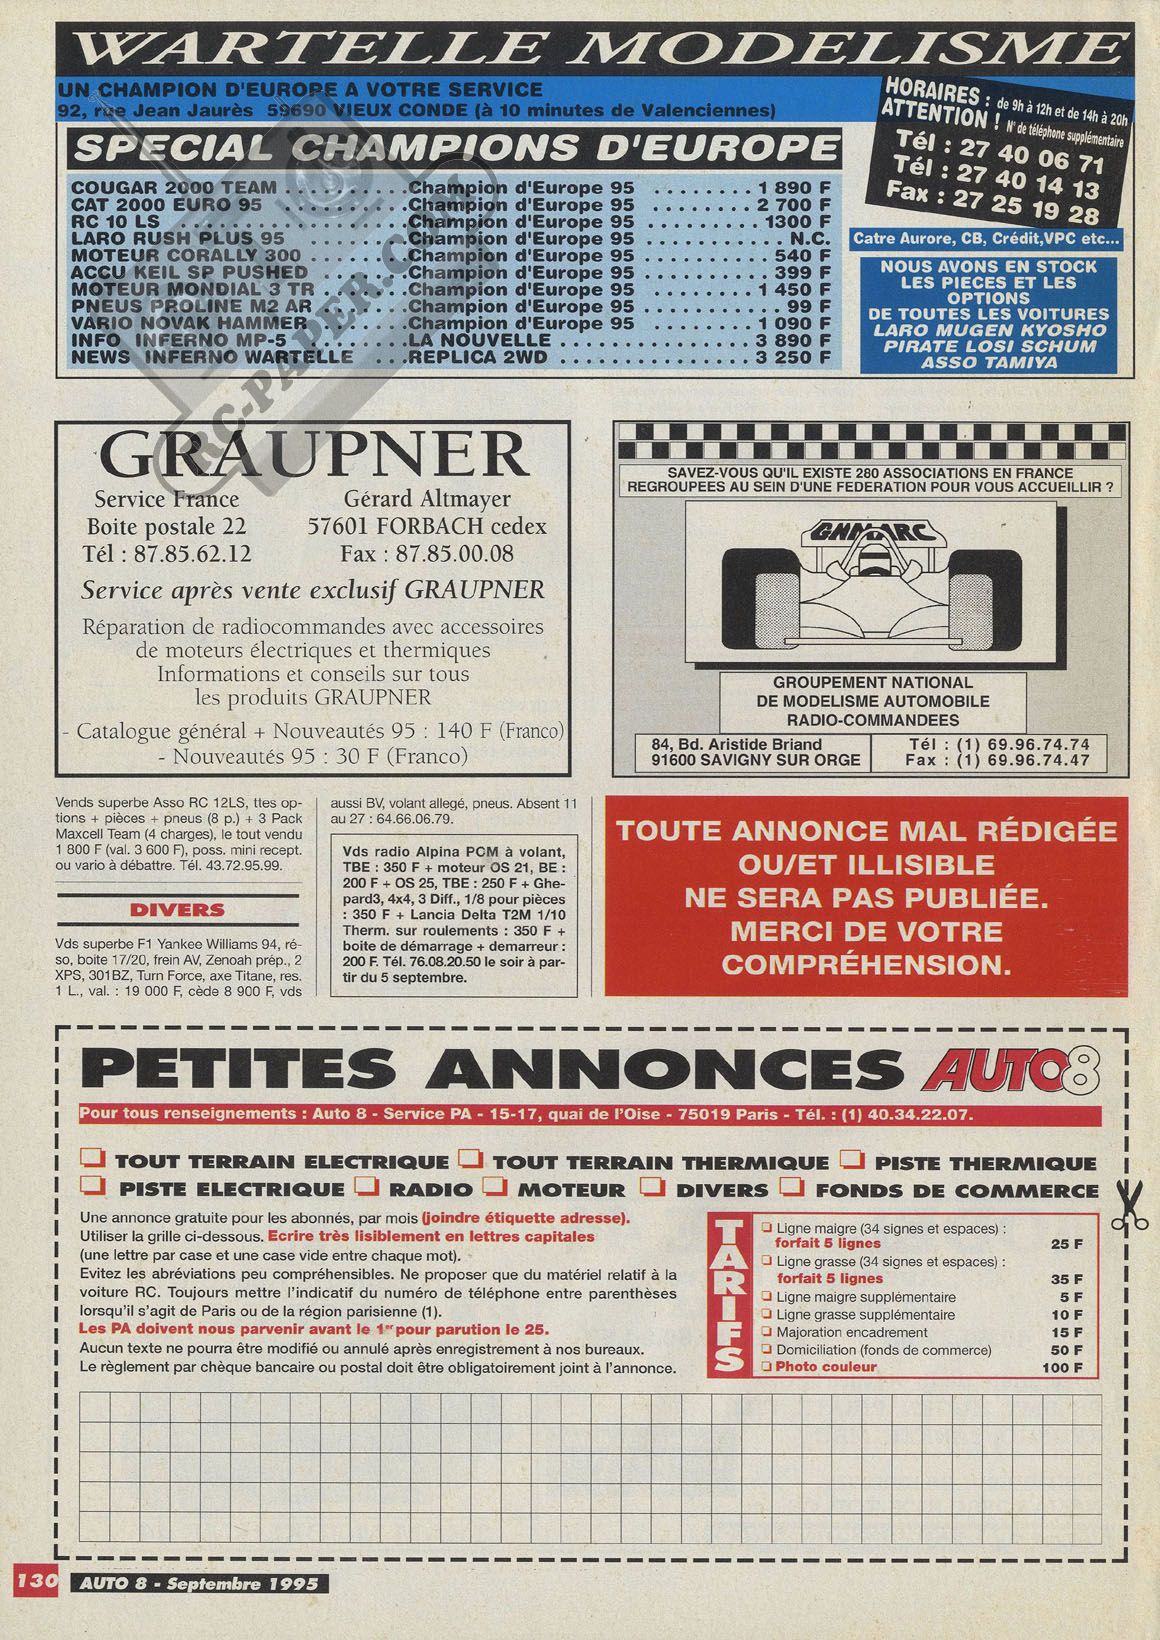 WARTELLE MODELISME
UN CHAMPION D'EUROPE A VOTRE SERVICE
92, rue Jean Jaurès 59690 VIEUX CONDE (à 10 minutes de Valenciennes)
HORAIRES : de 9h à 12h et de 14h à 20h
ATTENTION ! N° de téléphone supplémentaire
Tél : 27 40 06 71
Tél : 27 40 14 13
Fax : 27 25 19 28
SPECIAL CHAMPIONS D'EUROPE
COUGAR 2000 TEAM ..........Champion d'Europe 95 ........1 890 F
CAT 2000 EURO 95 ..........Champion d'Europe 95 ........2 700 F
RC 10 LS ..........Champion d'Europe 95 .........1300 F
LARO RUSH PLUS 95 ........Champion d'Europe 95 ...........N.C.
MOTEUR CORALLY 300 .......Champion d'Europe 95 ..........540 F
ACCU KEIL SP PUSHED .......Champion d'Europe 95 ..........399 F
MOTEUR MONDIAL 3 TR ......Champion d'Europe 95 ........1 450 F
PNEUS PROLINE M2 AR ......Champion d'Europe 95 ...........99 F
VARIO NOVAK HAMMER .......Champion d'Europe 95 ........1 090 F
INFO INFERNO MP-5 ........LA NOUVELLE ..............3 890 F
NEWS INFERNO WARTELLE ....REPLICA 2WD ..............3 250 F
Catre Aurore, CB, Crédit,VPC etc...
NOUS AVONS EN STOCK
LES PIECES ET LES
OPTIONS
DE TOUTES LES VOITURES
LARO MUGEN KYOSHO
PIRATE LOSI SCHUM
ASSO TAMIYA
RC-PAPER.COM
GRAUPNER
Service France Gérard Altmayer
Boite postale 22 57601 FORBACH cedex
Tél : 87.85.62.12 Fax : 87.85.00.08
Service après vente exclusif GRAUPNER
Réparation de radiocommandes avec accessoires
de moteurs électriques et thermiques
Informations et conseils sur tous
les produits GRAUPNER
- Catalogue général + Nouveautés 95 : 140 F (Franco)
- Nouveautés 95 : 30 F (Franco)
SAVEZ-VOUS QU'IL EXISTE 280 ASSOCIATIONS EN FRANCE
REGROUPEES AU SEIN D'UNE FEDERATION POUR VOUS ACCUEILLIR ?
GNMARC
GROUPEMENT NATIONAL
DE MODELISME AUTOMOBILE
RADIO-COMMANDEES
84, Bd. Aristide Briand
91600 SAVIGNY SUR ORGE
Tél : (1) 69.96.74.74
Fax : (1) 69.96.74.47
Vends superbe Asso RC 12LS, ttes op-
tions + pièces + pneus (8 p.) + 3 Pack
Maxcell Team (4 charges), le tout vendu
1 800 F (val. 3 600 F), poss. mini recept.
ou vario à débattre. Tél. 43.72.95.99.
DIVERS
Vds superbe F1 Yankee Williams 94, ré-
so, boite 17/20, frein AV, Zenoah prép., 2
XPS, 301BZ, Turn Force, axe Titane, res.
1 L., val. : 19 000 F, cède 8 900 F, vds
aussi BV, volant allegé, pneus. Absent 11
au 27 : 64.66.06.79.
Vds radio Alpina PCM à volant,
TBE : 350 F + moteur OS 21, BE :
200 F + OS 25, TBE : 250 F + Ghe-
pard3, 4x4, 3 Diff., 1/8 pour pièces
: 350 F + Lancia Delta T2M 1/10
Therm. sur roulements : 350 F +
boite de démarrage + demarreur :
200 F. Tél. 76.08.20.50 le soir à par-
tir du 5 septembre.
TOUTE ANNONCE MAL RÉDIGÉE
OU/ET ILLISIBLE
NE SERA PAS PUBLIÉE.
MERCI DE VOTRE
COMPRÉHENSION.
PETITES ANNONCES AUTO8
Pour tous renseignements : Auto 8 - Service PA - 15-17, quai de l'Oise - 75019 Paris - Tél. : (1) 40.34.22.07.
TOUT TERRAIN ELECTRIQUE TOUT TERRAIN THERMIQUE PISTE THERMIQUE
PISTE ELECTRIQUE RADIO MOTEUR DIVERS FONDS DE COMMERCE
Une annonce gratuite pour les abonnés, par mois (joindre étiquette adresse).
Utiliser la grille ci-dessous. Ecrire très lisiblement en lettres capitales
(une lettre par case et une case vide entre chaque mot).
Evitez les abréviations peu compréhensibles. Ne proposer que du matériel relatif à la
voiture RC. Toujours mettre l'indicatif du numéro de téléphone entre parenthèses
lorsqu'il s'agit de Paris ou de la région parisienne (1).
Les PA doivent nous parvenir avant le 1er pour parution le 25.
Aucun texte ne pourra être modifié ou annulé après enregistrement à nos bureaux.
Le règlement par chèque bancaire ou postal doit être obligatoirement joint à l'annonce.
TARIFS
Ligne maigre (34 signes et espaces) :
forfait 5 lignes 25 F
Ligne grasse (34 signes et espaces) :
forfait 5 lignes 35 F
Ligne maigre supplémentaire 5 F
Ligne grasse supplémentaire 10 F
Majoration encadrement 15 F
Domiciliation (fonds de commerce) 50 F
Photo couleur 100 F
130 AUTO 8 - Septembre 1995